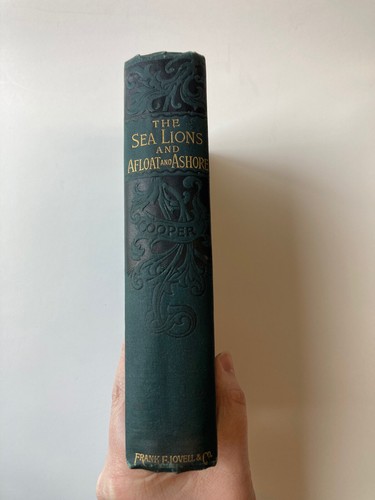 THE
SEA LIONS
AND
AFLOAT AND ASHORE
COOPER
FRANK F. LOVELL & CO.